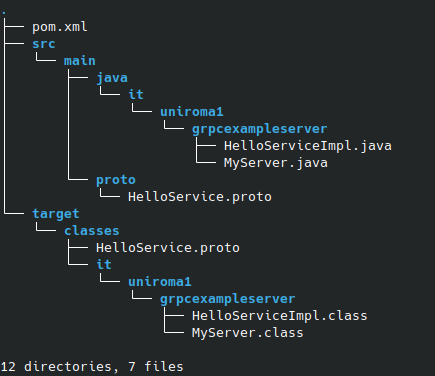 .
├── pom.xml
├── src
│   └── main
│       ├── java
│       │   └── it
│       │       └── uniroma1
│       │           └── grpcexampleserver
│       │               ├── HelloServiceImpl.java
│       │               └── MyServer.java
│       └── proto
│           └── HelloService.proto
└── target
    └── classes
        ├── HelloService.proto
        └── it
            └── uniroma1
                └── grpcexampleserver
                    ├── HelloServiceImpl.class
                    └── MyServer.class
12 directories, 7 files